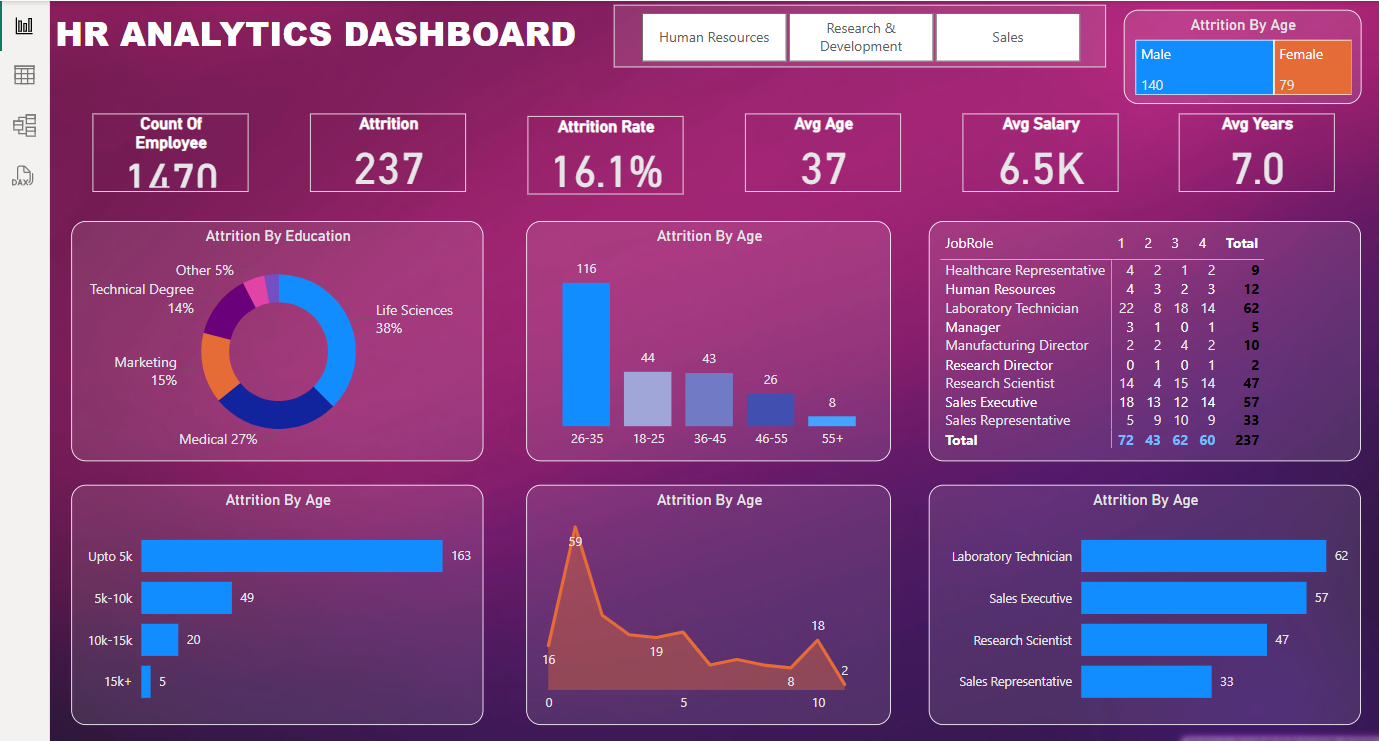 HR ANALYTICS DASHBOARD
Human Resources
Research &
Development
Sales
Attrition By Age
Male
140
Female
79
DAX
Count Of
Employee
1470
Attrition
237
Attrition Rate
16.1%
Avg Age
37
Avg Salary
6.5K
Avg Years
7.0
Attrition By Education
Other 5%
Technical Degree
14%
Life Sciences
38%
Marketing
15%
Medical 27%
Attrition By Age
116
44
43
26
8
26-35 18-25 36-45 46-55 55+
JobRole 1 2 3 4 Total
Healthcare Representative 4 2 1 2 9
Human Resources 4 3 2 3 12
Laboratory Technician 22 8 18 14 62
Manager 3 1 0 1 5
Manufacturing Director 2 2 4 2 10
Research Director 0 1 0 1 2
Research Scientist 14 4 15 14 47
Sales Executive 18 13 12 14 57
Sales Representative 5 9 10 9 33
Total 72 43 62 60 237
Attrition By Age
Upto 5k 163
5k-10k 49
10k-15k 20
15k+ 5
Attrition By Age
59
16
19
18
8
2
0 5 10
Attrition By Age
Laboratory Technician 62
Sales Executive 57
Research Scientist 47
Sales Representative 33